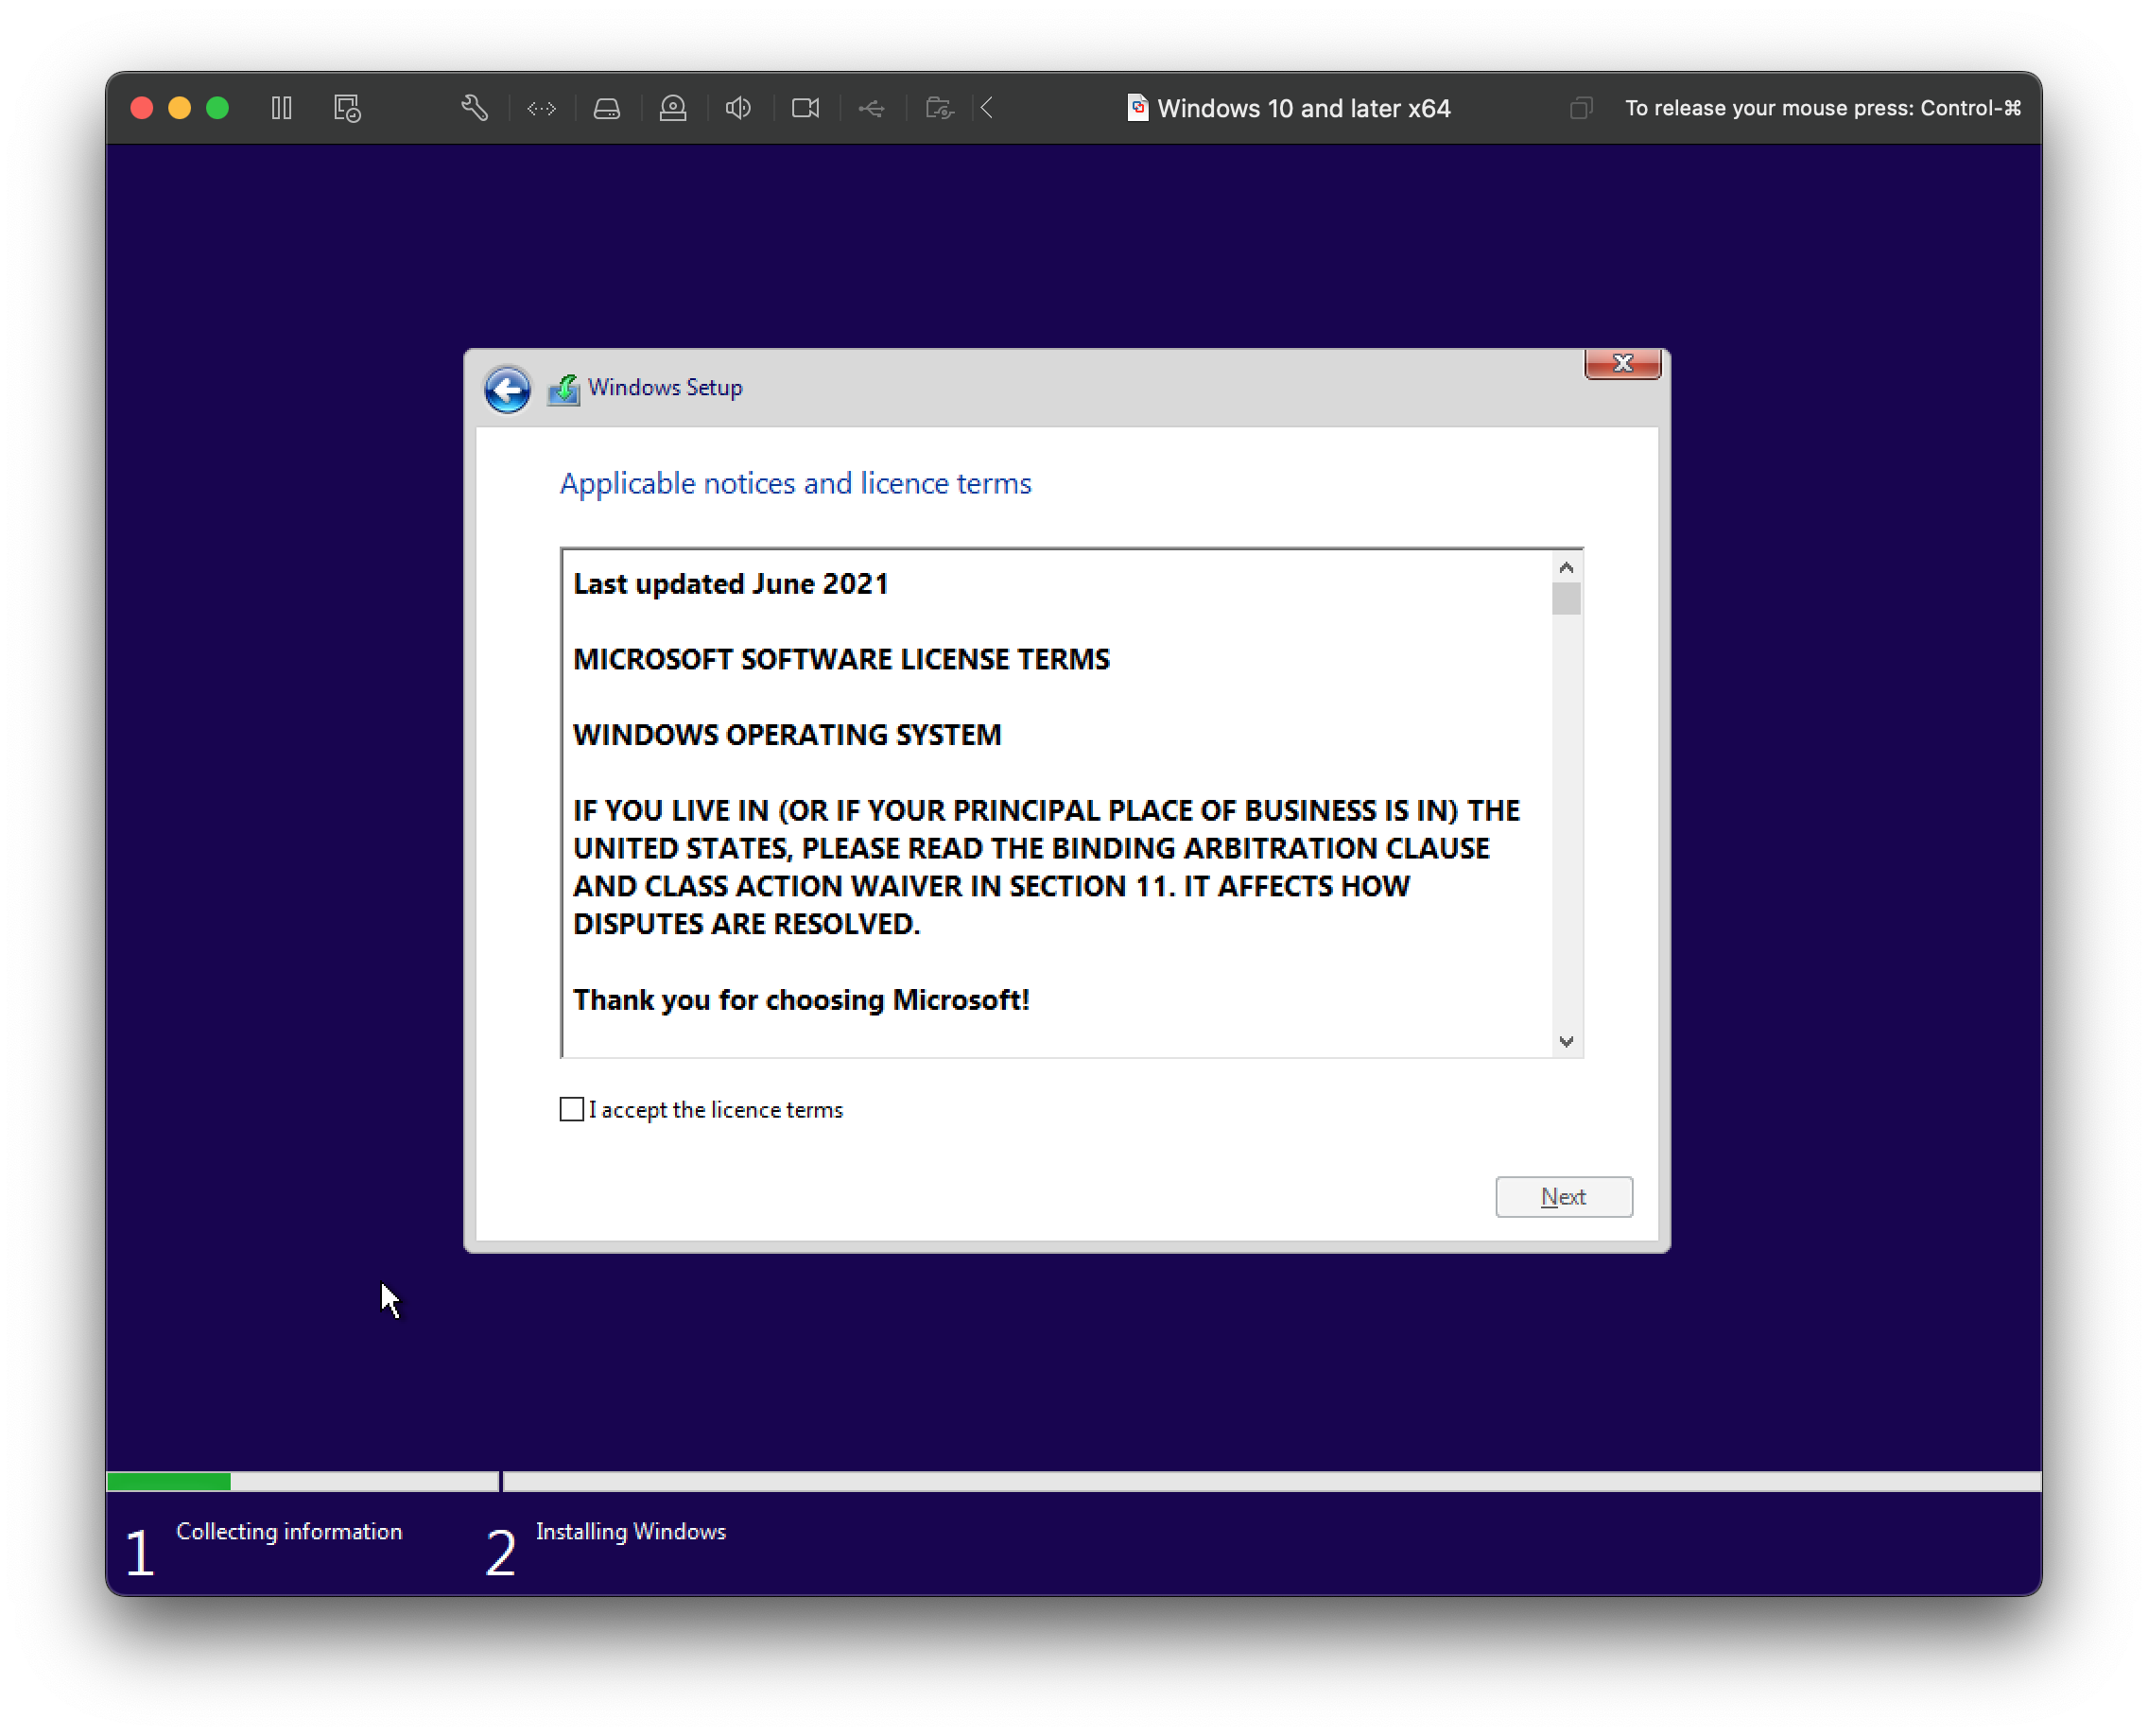 Windows 10 and later x64
To release your mouse press: Control-⌘
Windows Setup
Applicable notices and licence terms
Last updated June 2021
MICROSOFT SOFTWARE LICENSE TERMS
WINDOWS OPERATING SYSTEM
IF YOU LIVE IN (OR IF YOUR PRINCIPAL PLACE OF BUSINESS IS IN) THE
UNITED STATES, PLEASE READ THE BINDING ARBITRATION CLAUSE
AND CLASS ACTION WAIVER IN SECTION 11. IT AFFECTS HOW
DISPUTES ARE RESOLVED.
Thank you for choosing Microsoft!
I accept the licence terms
Next
1 Collecting information
2 Installing Windows